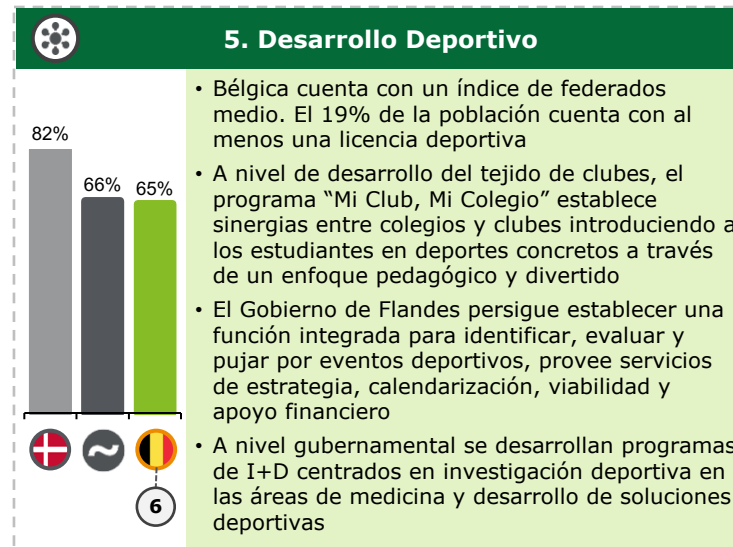 5. Desarrollo Deportivo
82%
66%
65%
6
• Bélgica cuenta con un índice de federados
medio. El 19% de la población cuenta con al
menos una licencia deportiva
• A nivel de desarrollo del tejido de clubes, el
programa “Mi Club, Mi Colegio” establece
sinergias entre colegios y clubes introduciendo a
los estudiantes en deportes concretos a través
de un enfoque pedagógico y divertido
• El Gobierno de Flandes persigue establecer una
función integrada para identificar, evaluar y
pujar por eventos deportivos, provee servicios
de estrategia, calendarización, viabilidad y
apoyo financiero
• A nivel gubernamental se desarrollan programas
de I+D centrados en investigación deportiva en
las áreas de medicina y desarrollo de soluciones
deportivas